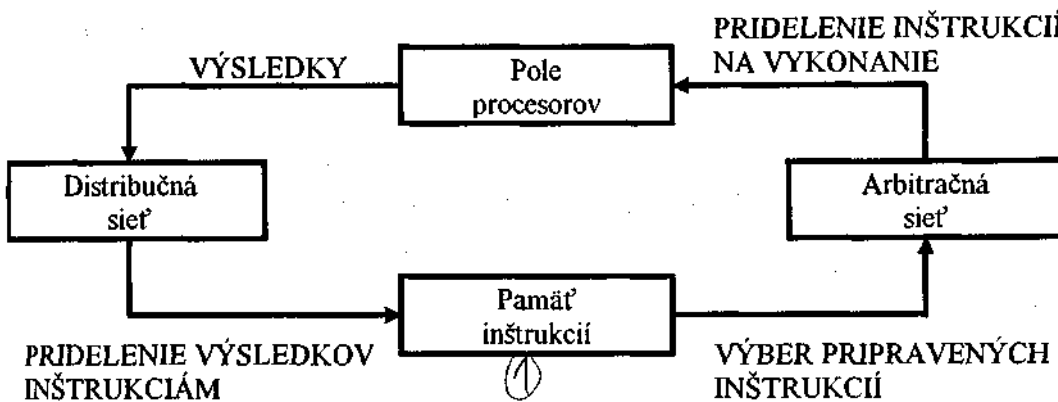 PRIDELENIE INŠTRUKCIÍ
NA VYKONANIE
VÝSLEDKY
Pole
procesorov
Distribučná
sieť
Arbitračná
sieť
Pamäť
inštrukcií
1
PRIDELENIE VÝSLEDKOV
INŠTRUKCIÁM
VÝBER PRIPRAVENÝCH
INŠTRUKCIÍ